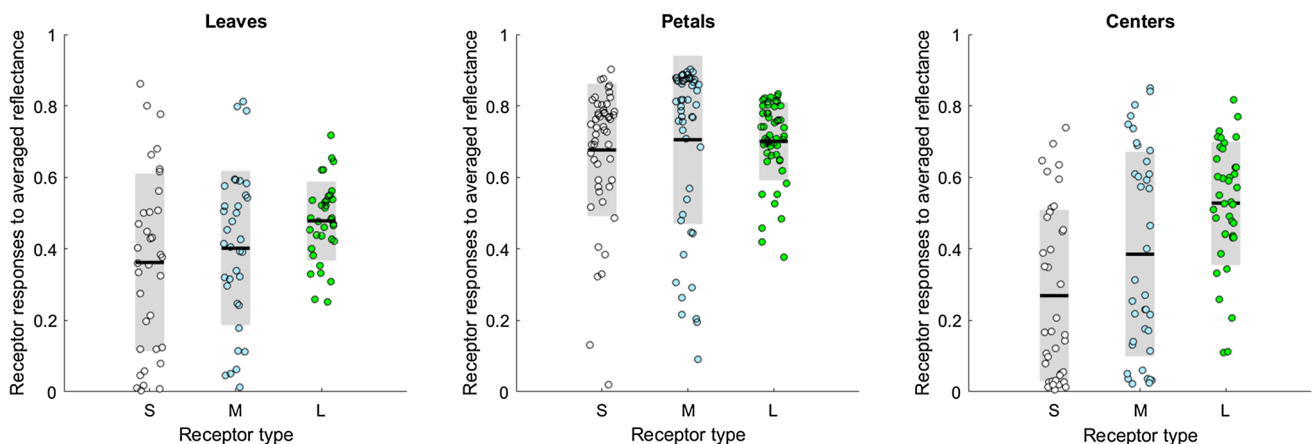 Leaves
Receptor responses to averaged reflectance
1
0.8
0.6
0.4
0.2
0
S M L
Receptor type
Petals
Receptor responses to averaged reflectance
1
0.8
0.6
0.4
0.2
0
S M L
Receptor type
Centers
Receptor responses to averaged reflectance
1
0.8
0.6
0.4
0.2
0
S M L
Receptor type